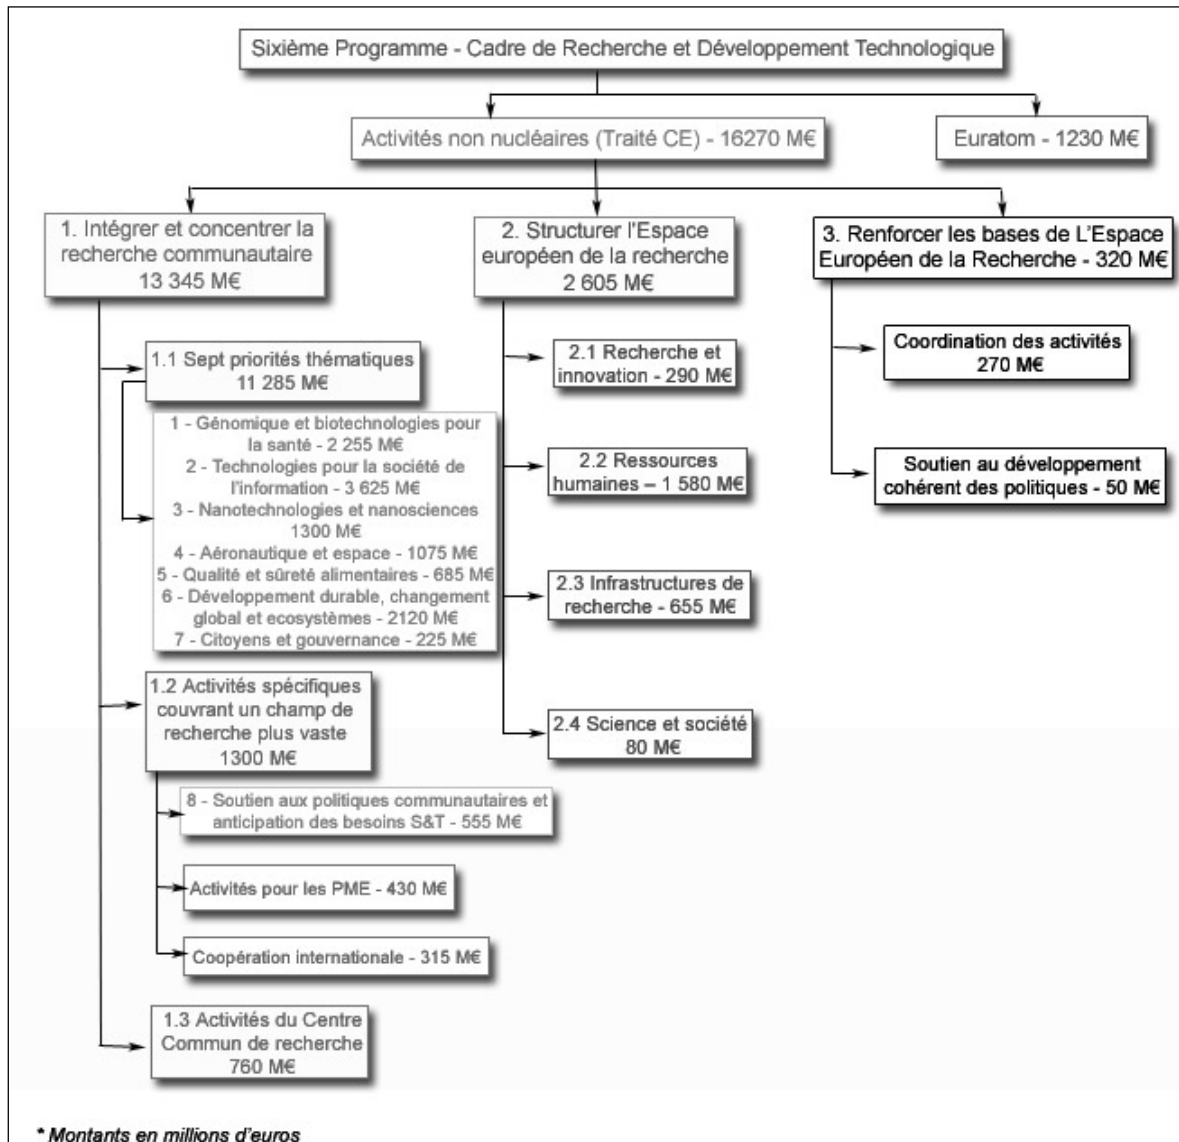 Sixième Programme - Cadre de Recherche et Développement Technologique
Activités non nucléaires (Traité CE) - 16270 M€
Euratom - 1230 M€
1. Intégrer et concentrer la
recherche communautaire
13 345 M€
2. Structurer l'Espace
européen de la recherche
2 605 M€
3. Renforcer les bases de L'Espace
Européen de la Recherche - 320 M€
1.1 Sept priorités thématiques
11 285 M€
1 - Génomique et biotechnologies pour
la santé - 2 255 M€
2 - Technologies pour la société de
l'information - 3 625 M€
3 - Nanotechnologies et nanosciences
1300 M€
4 - Aéronautique et espace - 1075 M€
5 - Qualité et sûreté alimentaires - 685 M€
6 - Développement durable, changement
global et ecosystèmes - 2120 M€
7 - Citoyens et gouvernance - 225 M€
1.2 Activités spécifiques
couvrant un champ de
recherche plus vaste
1300 M€
8 - Soutien aux politiques communautaires et
anticipation des besoins S&T - 555 M€
Activités pour les PME - 430 M€
Coopération internationale - 315 M€
1.3 Activités du Centre
Commun de recherche
760 M€
2.1 Recherche et
innovation - 290 M€
2.2 Ressources
humaines – 1 580 M€
2.3 Infrastructures de
recherche - 655 M€
2.4 Science et société
80 M€
Coordination des activités
270 M€
Soutien au développement
cohérent des politiques - 50 M€
* Montants en millions d'euros